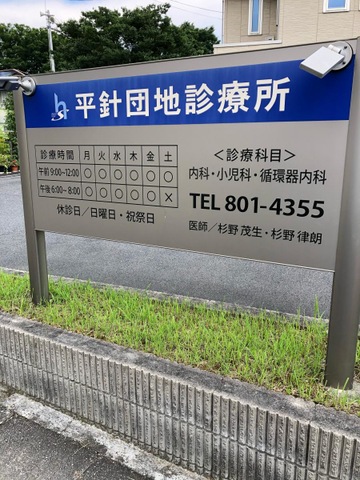 平針団地診療所
診療時間 月 火 水 木 金 土
午前 9:00~12:00 ○ ○ ○ ○ ○ ○
午後 6:00~8:00 ○ ○ ○ ○ ○ ×
休診日／日曜日・祝祭日
＜診療科目＞
内科・小児科・循環器内科
TEL 801-4355
医師／杉野 茂生・杉野 律朗